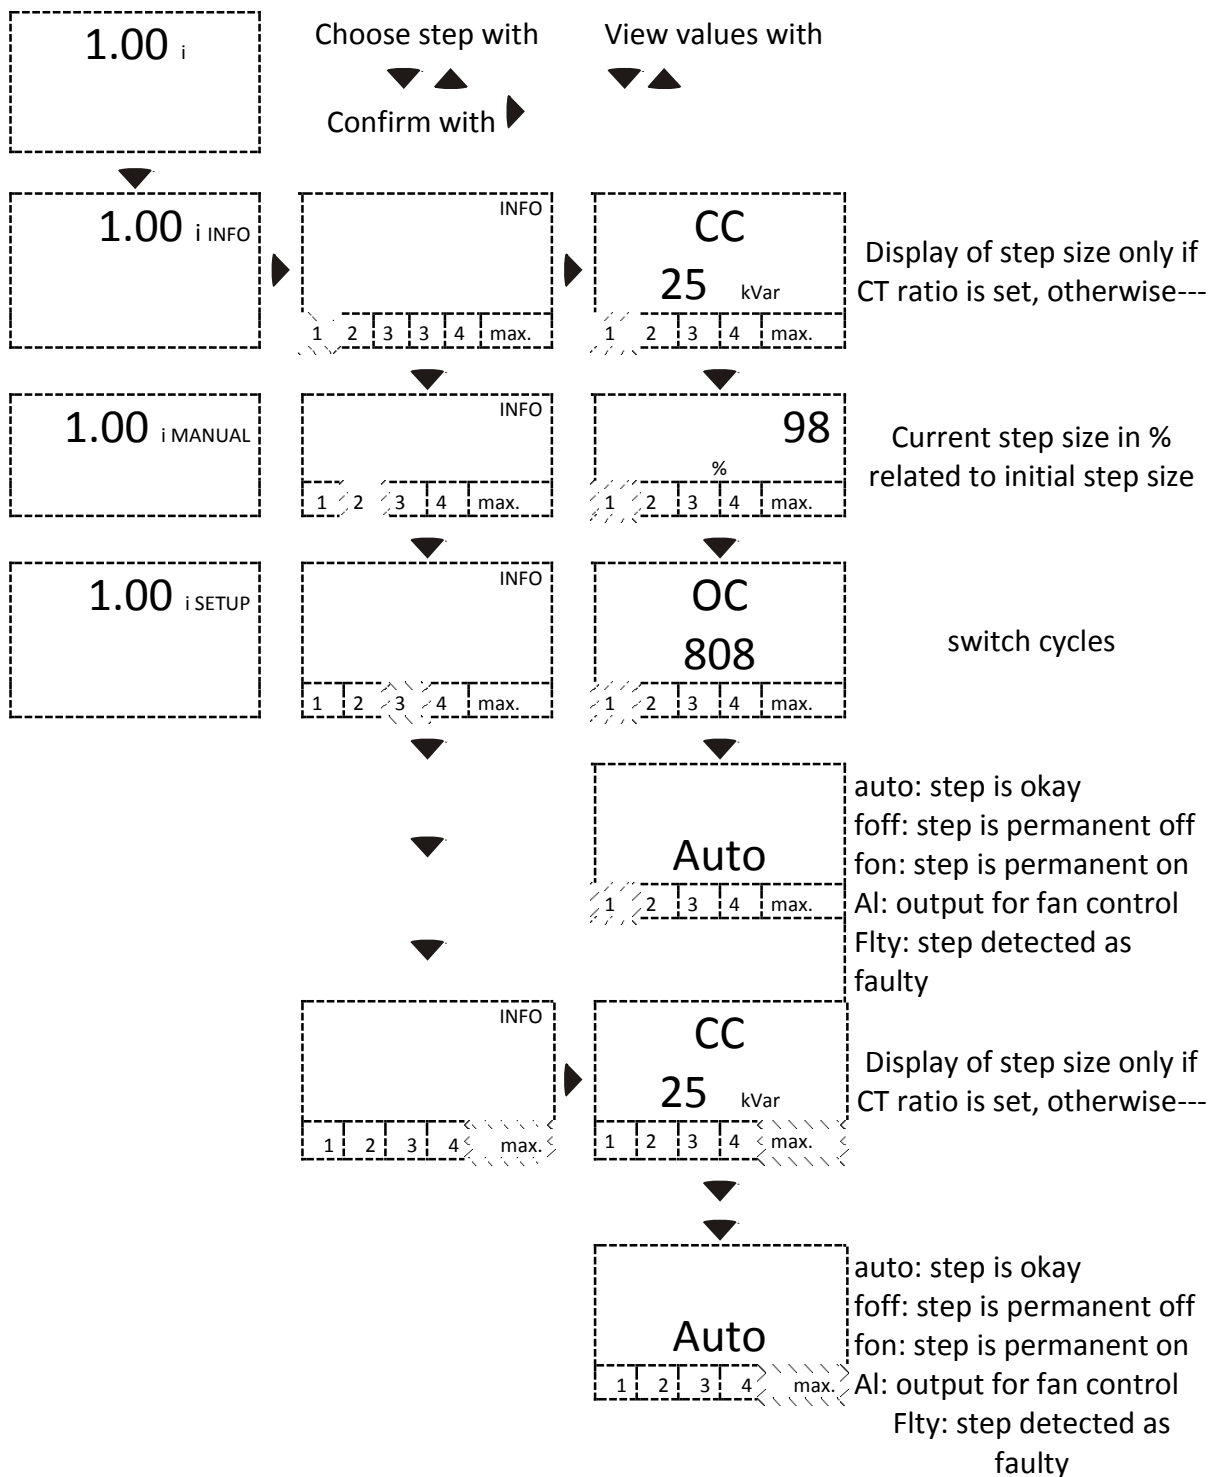 1.00 i
Choose step with
View values with
Confirm with
1.00 i INFO
INFO
1 2 3 3 4 max.
CC
25 kVar
1 2 3 4 max.
Display of step size only if
CT ratio is set, otherwise---
1.00 i MANUAL
INFO
1 2 3 4 max.
98
%
1 2 3 4 max.
Current step size in %
related to initial step size
1.00 i SETUP
INFO
1 2 3 4 max.
OC
808
1 2 3 4 max.
switch cycles
Auto
1 2 3 4 max.
auto: step is okay
foff: step is permanent off
fon: step is permanent on
Al: output for fan control
Flty: step detected as
faulty
INFO
1 2 3 4 max.
CC
25 kVar
1 2 3 4 max.
Display of step size only if
CT ratio is set, otherwise---
Auto
1 2 3 4 max.
auto: step is okay
foff: step is permanent off
fon: step is permanent on
Al: output for fan control
Flty: step detected as
faulty